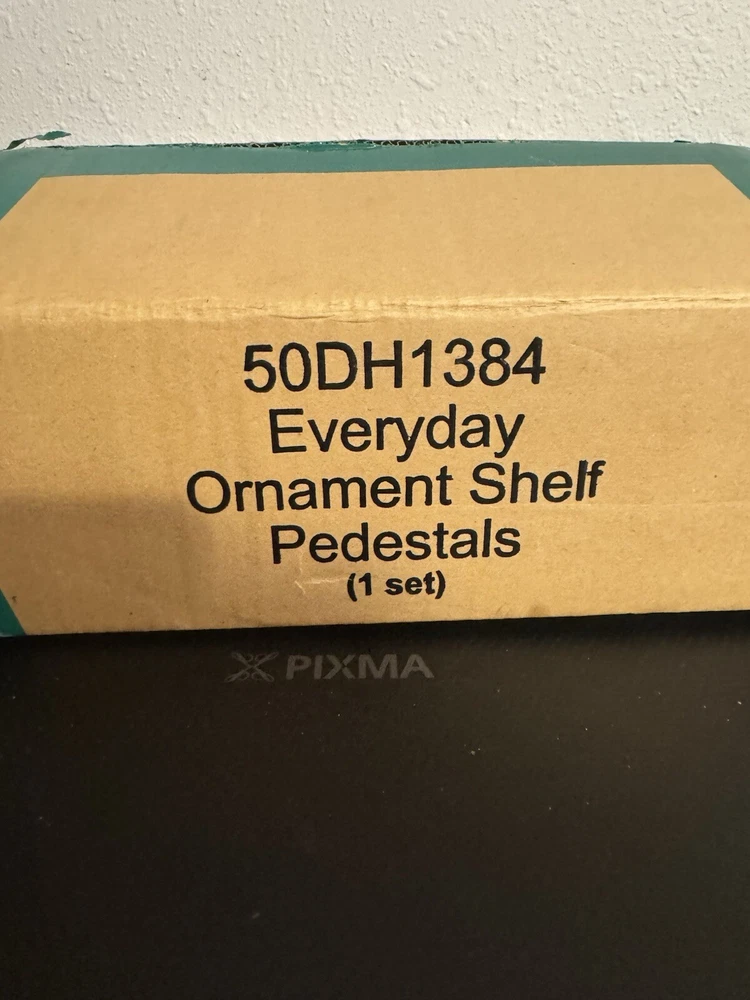 50DH1384
Everyday
Ornament Shelf
Pedestals
(1 set)
PIXMA